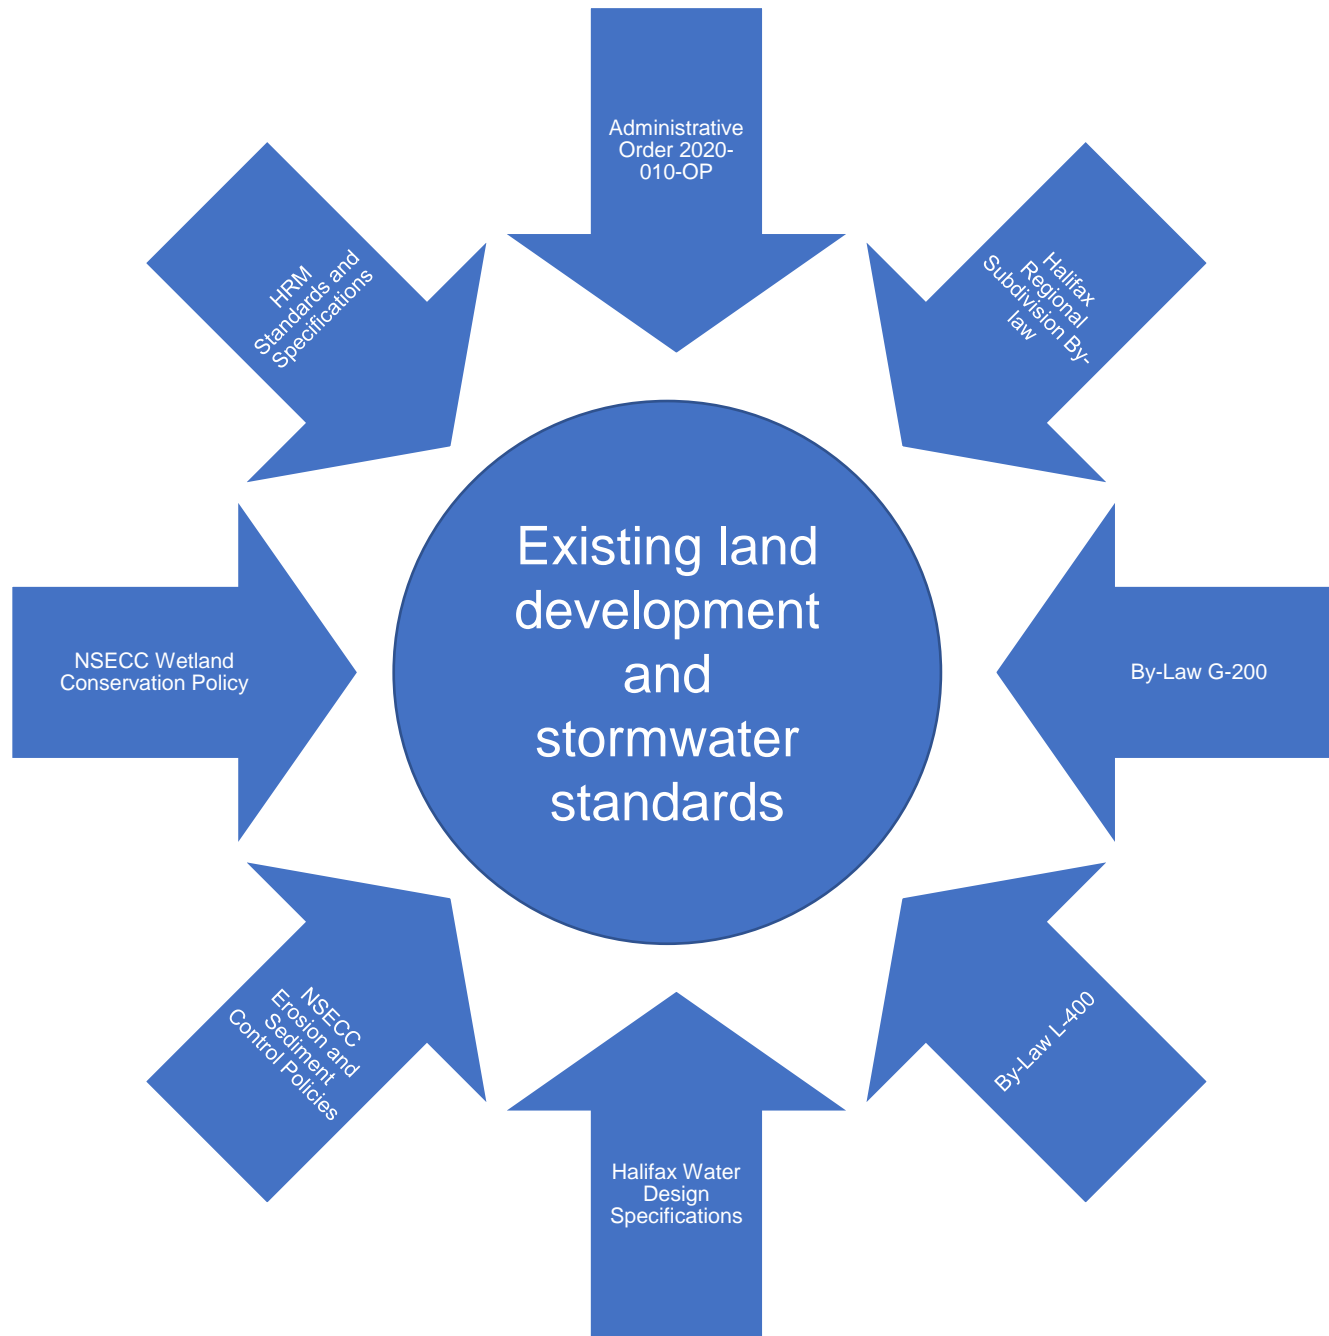 Administrative
Order 2020-
010-OP
Halifax
Regional
Subdivision By-
law
By-Law G-200
By-Law L-400
Halifax Water
Design
Specifications
NSECC
Erosion and
Sediment
Control Policies
NSECC Wetland
Conservation Policy
HRM
Standards and
Specifications
Existing land
development
and
stormwater
standards